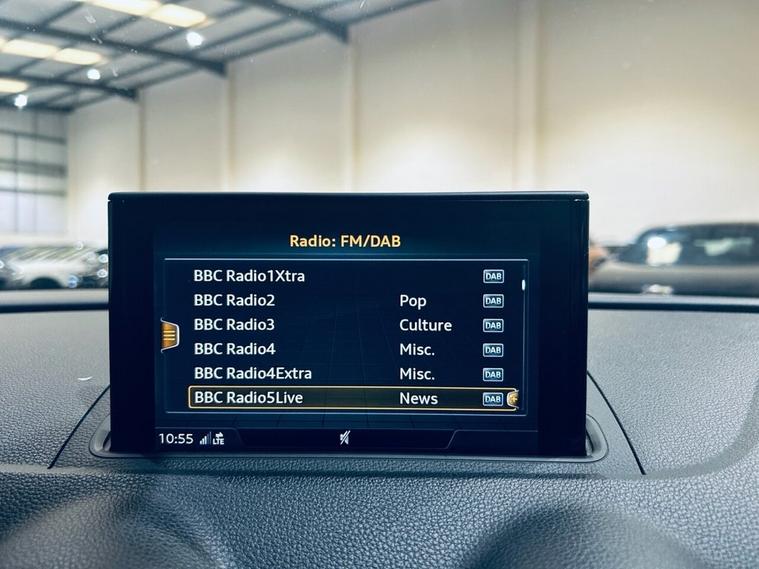 Radio: FM/DAB
BBC Radio1Xtra DAB
BBC Radio2 Pop DAB
BBC Radio3 Culture DAB
BBC Radio4 Misc. DAB
BBC Radio4Extra Misc. DAB
BBC Radio5Live News DAB
10:55 LTE